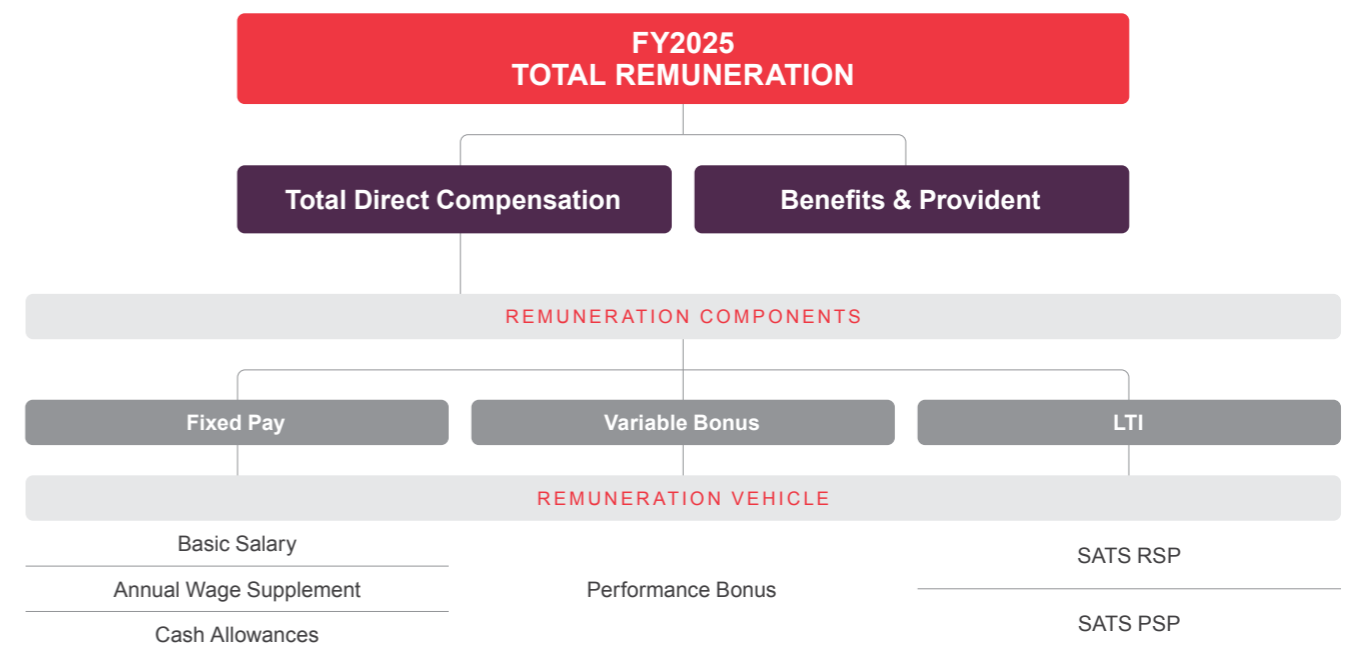 FY2025
TOTAL REMUNERATION
Total Direct Compensation
Benefits & Provident
REMUNERATION COMPONENTS
Fixed Pay
Variable Bonus
LTI
REMUNERATION VEHICLE
Basic Salary
Annual Wage Supplement
Cash Allowances
Performance Bonus
SATS RSP
SATS PSP